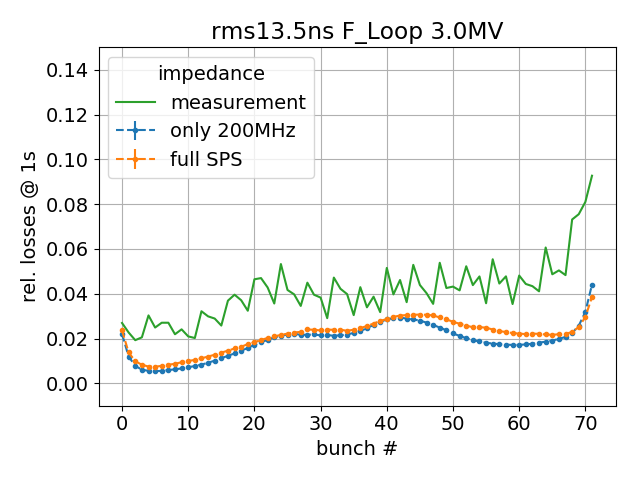 rms13.5ns F_Loop 3.0MV
rel. losses @ 1s
0.14
0.12
0.10
0.08
0.06
0.04
0.02
0.00
impedance
measurement
only 200MHz
full SPS
0 10 20 30 40 50 60 70
bunch #